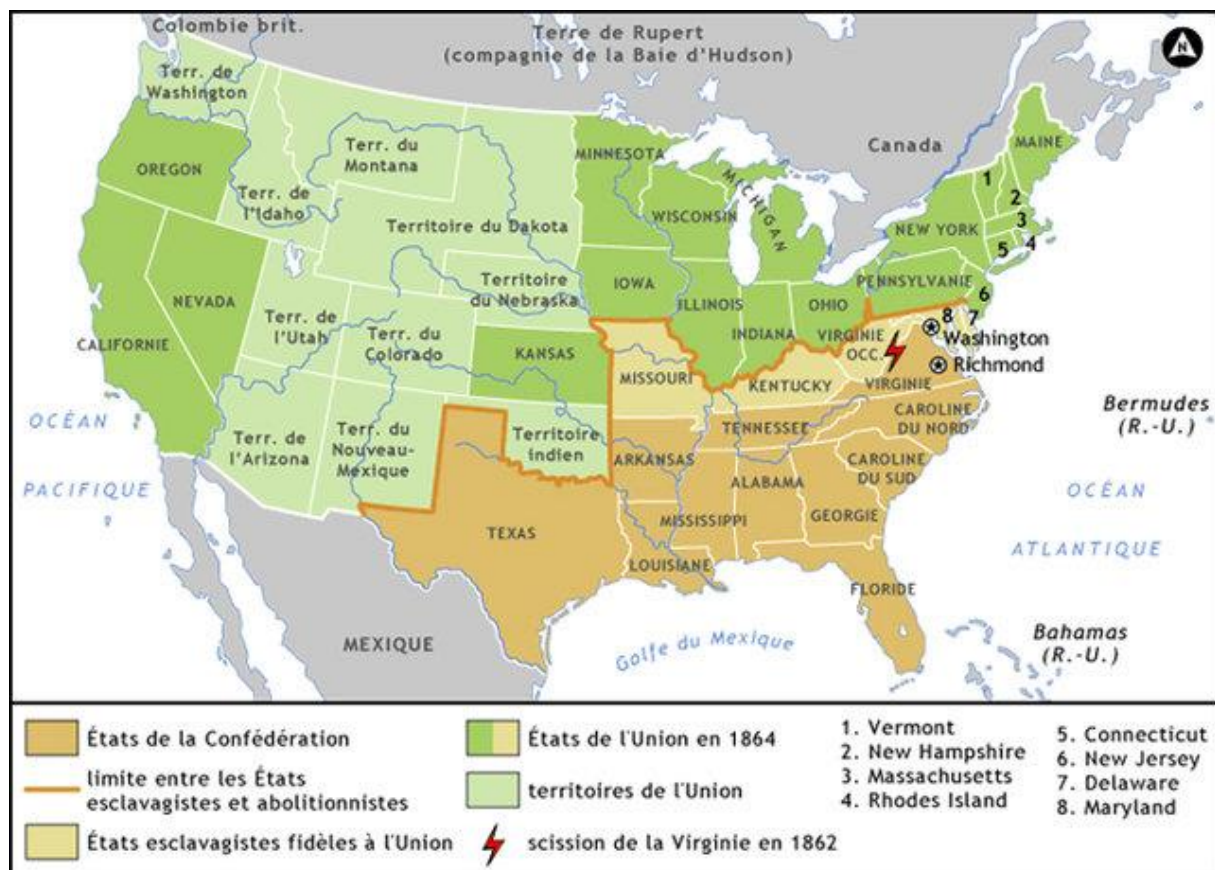 Colombie brit.
Terre de Rupert
(compagnie de la Baie d'Hudson)
N
Terr. de
Washington
Canada
MAINE
Terr. du
Montana
MINNESOTA
OREGON
Terr. de
l'Idaho
MICHIGAN
1
2
WISCONSIN
Territoire du Dakota
NEW YORK
3
5
4
Territoire
du Nebraska
IOWA
PENNSYLVANIE
NEVADA
ILLINOIS
OHIO
6
INDIANA
8
7
Terr. de
l'Utah
Terr. du
Colorado
VIRGINIE
OCC.
Washington
CALIFORNIE
KANSAS
MISSOURI
KENTUCKY
Richmond
VIRGINIE
OCÉAN
PACIFIQUE
Terr. de
l'Arizona
Terr. du
Nouveau-
Mexique
Territoire
indien
TENNESSEE
CAROLINE
DU NORD
Bermudes
(R.-U.)
ARKANSAS
CAROLINE
DU SUD
ALABAMA
OCÉAN
ATLANTIQUE
MISSISSIPPI
GEORGIE
TEXAS
LOUISIANE
FLORIDE
MEXIQUE
Golfe du Mexique
Bahamas
(R.-U.)
États de la Confédération
limite entre les États
esclavagistes et abolitionnistes
États esclavagistes fidèles à l'Union
États de l'Union en 1864
territoires de l'Union
scission de la Virginie en 1862
1. Vermont
2. New Hampshire
3. Massachusetts
4. Rhodes Island
5. Connecticut
6. New Jersey
7. Delaware
8. Maryland